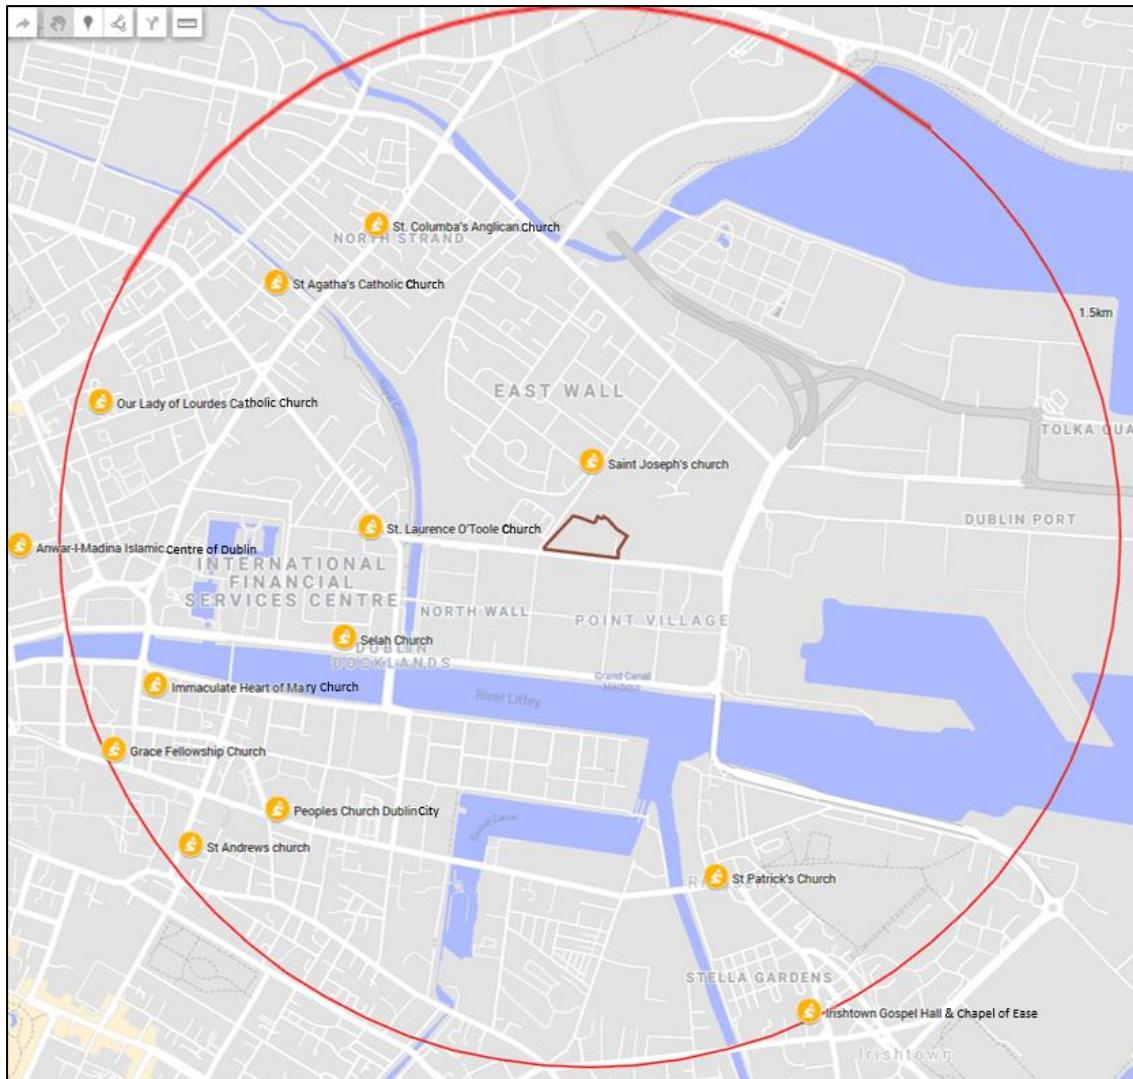 St. Columba's Anglican Church
NORTH STRAND
St Agatha's Catholic Church
1.5km
Royal Canal
EAST WALL
Our Lady of Lourdes Catholic Church
TOLKA QUA
Saint Joseph's church
DUBLIN PORT
St. Laurence O'Toole Church
Anwar-I-Madina Islamic Centre of Dublin
INTERNATIONAL
FINANCIAL
SERVICES CENTRE
NORTH WALL
POINT VILLAGE
Selah Church
DUBLIN
DOCKLANDS
Grand Canal
Harbour
Immaculate Heart of Mary Church
River Liffey
Grace Fellowship Church
Peoples Church Dublin City
Grand Canal
St Andrews church
St Patrick's Church
STELLA GARDENS
Irishtown Gospel Hall & Chapel of Ease
Irishtown